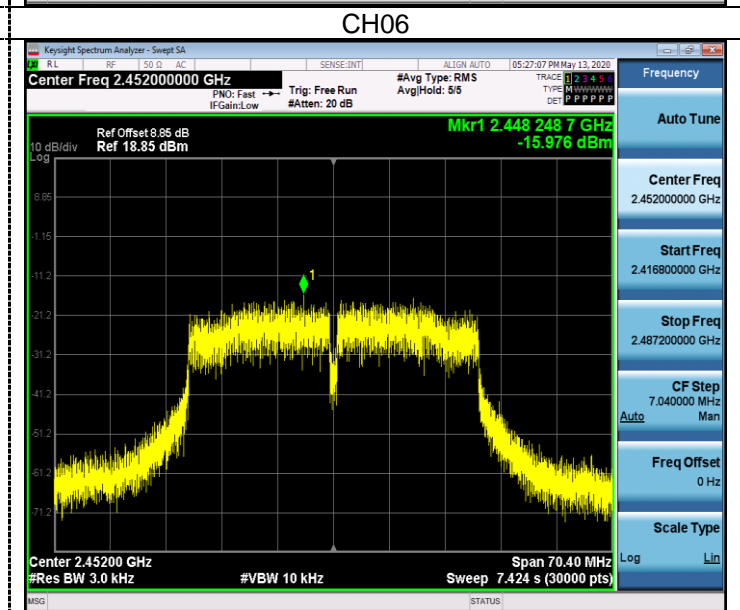 CH06
Keysight Spectrum Analyzer - Swept SA
LXI RL RF 50 Ω AC SENSE:INT ALIGN AUTO 05:27:07 PM May 13, 2020
Center Freq 2.452000000 GHz
PNO: Fast
IFGain:Low
Trig: Free Run
#Atten: 20 dB
#Avg Type: RMS
Avg|Hold: 5/5
TRACE 1 2 3 4 5 6
TYPE M WWWWW
DET P P P P P P
Frequency
Auto Tune
Center Freq
2.452000000 GHz
Start Freq
2.416800000 GHz
Stop Freq
2.487200000 GHz
CF Step
7.040000 MHz
Auto Man
Freq Offset
0 Hz
Scale Type
Log Lin
Mkr1 2.448 248 7 GHz
-15.976 dBm
Ref Offset 8.85 dB
10 dB/div Ref 18.85 dBm
Log
8.85
-1.15
-11.2
1
-21.2
-31.2
-41.2
-51.2
-61.2
-71.2
Center 2.45200 GHz Span 70.40 MHz
#Res BW 3.0 kHz #VBW 10 kHz Sweep 7.424 s (30000 pts)
MSG STATUS